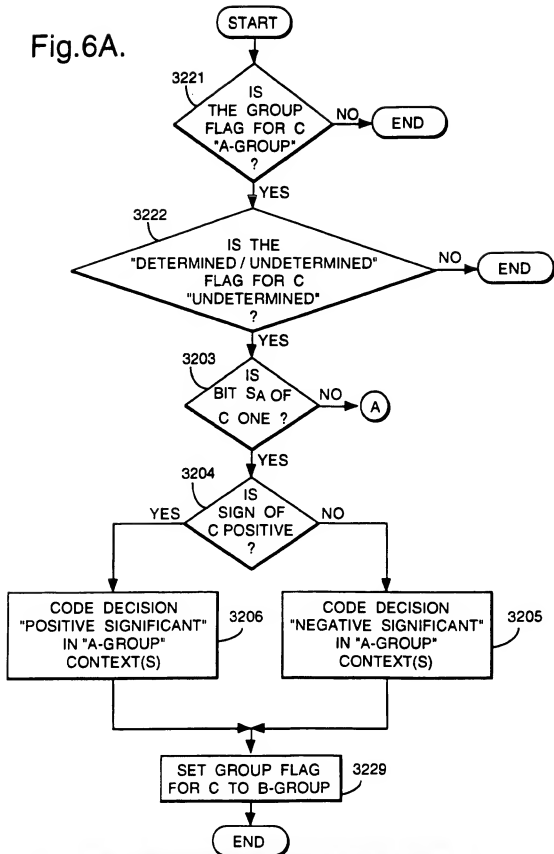 Fig.6A.
START
3221
IS
THE GROUP
FLAG FOR C
"A-GROUP"
?
NO
END
YES
3222
IS THE
"DETERMINED / UNDETERMINED"
FLAG FOR C
"UNDETERMINED"
?
NO
END
YES
3203
IS
BIT SA OF
C ONE ?
NO
A
YES
3204
IS
SIGN OF
C POSITIVE
?
YES
NO
CODE DECISION
"POSITIVE SIGNIFICANT"
IN "A-GROUP"
CONTEXT(S)
3206
CODE DECISION
"NEGATIVE SIGNIFICANT"
IN "A-GROUP"
CONTEXT(S)
3205
SET GROUP FLAG
FOR C TO B-GROUP
3229
END